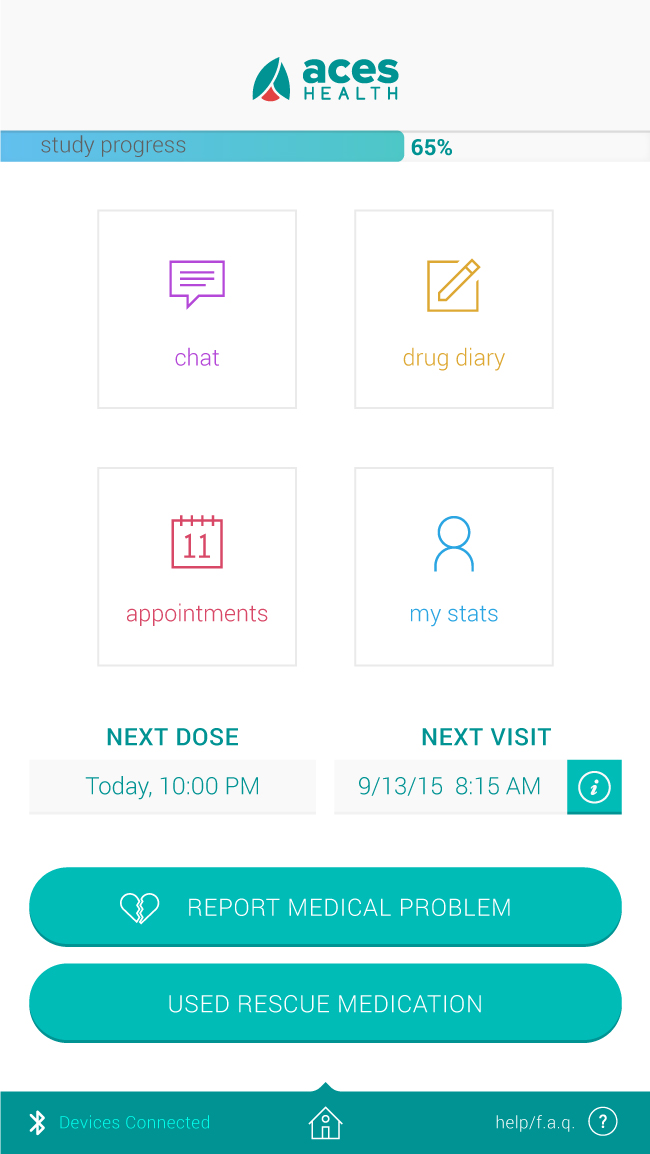 aces
HEALTH
study progress
65%
chat
drug diary
11
appointments
my stats
NEXT DOSE
NEXT VISIT
Today, 10:00 PM
9/13/15 8:15 AM
i
REPORT MEDICAL PROBLEM
USED RESCUE MEDICATION
Devices Connected
help/f.a.q.
?